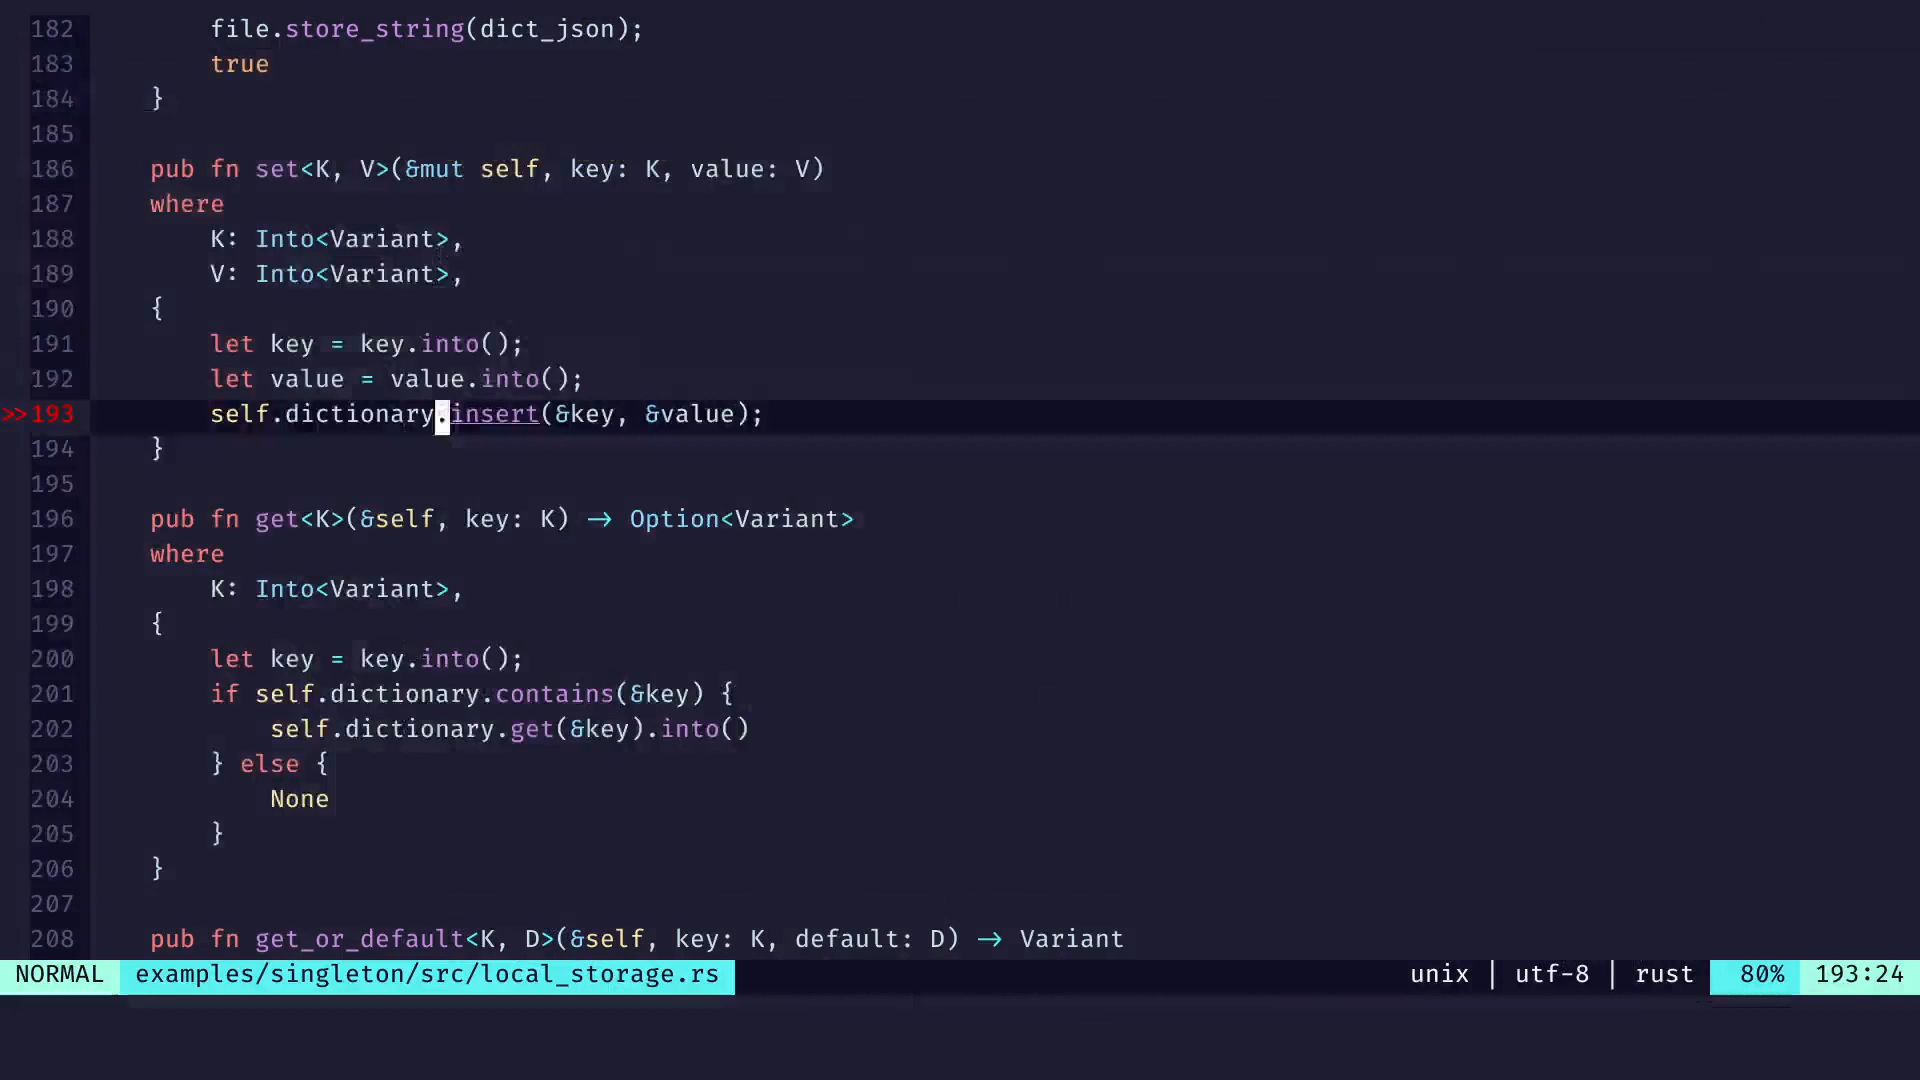 182         file.store_string(dict_json);
183         true
184     }
185
186     pub fn set<K, V>(&mut self, key: K, value: V)
187     where
188         K: Into<Variant>,
189         V: Into<Variant>,
190     {
191         let key = key.into();
192         let value = value.into();
>>193         self.dictionary.insert(&key, &value);
194     }
195
196     pub fn get<K>(&self, key: K) → Option<Variant>
197     where
198         K: Into<Variant>,
199     {
200         let key = key.into();
201         if self.dictionary.contains(&key) {
202             self.dictionary.get(&key).into()
203         } else {
204             None
205         }
206     }
207
208     pub fn get_or_default<K, D>(&self, key: K, default: D) → Variant
NORMAL examples/singleton/src/local_storage.rs unix | utf-8 | rust 80% 193:24